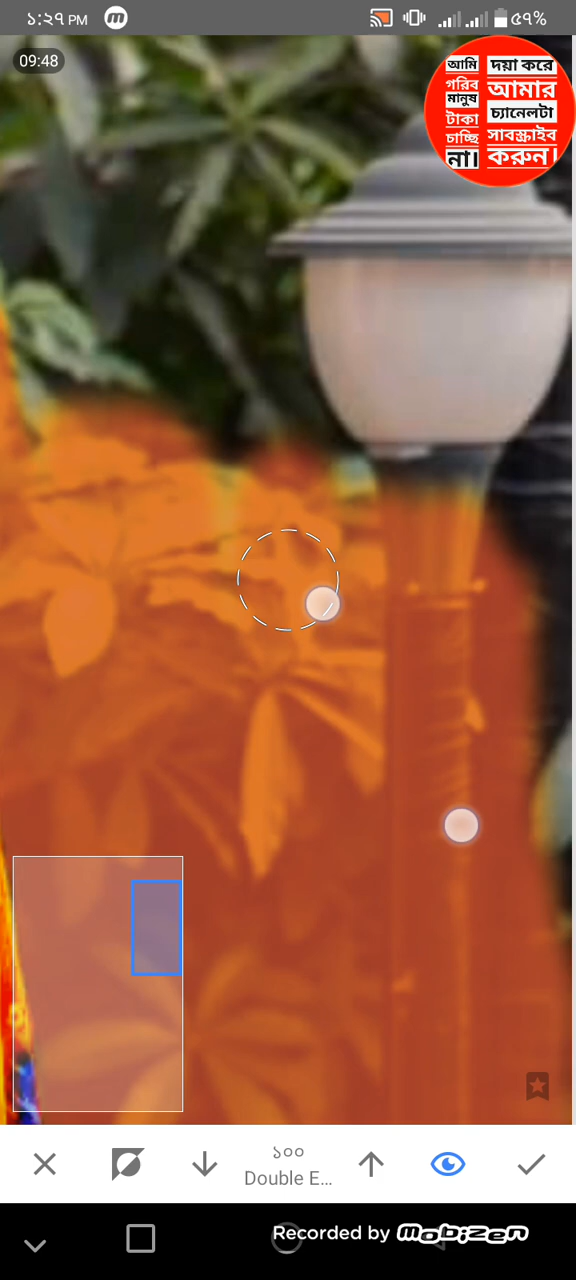 ১:২৭ PM
৫৭%
09:48
আমি
গরিব
মানুষ
টাকা
চাচ্ছি
না।
দয়া করে
আমার
চ্যানেলটা
সাবস্ক্রাইব
করুন।
১০০
Double E...
Recorded by Mobizen